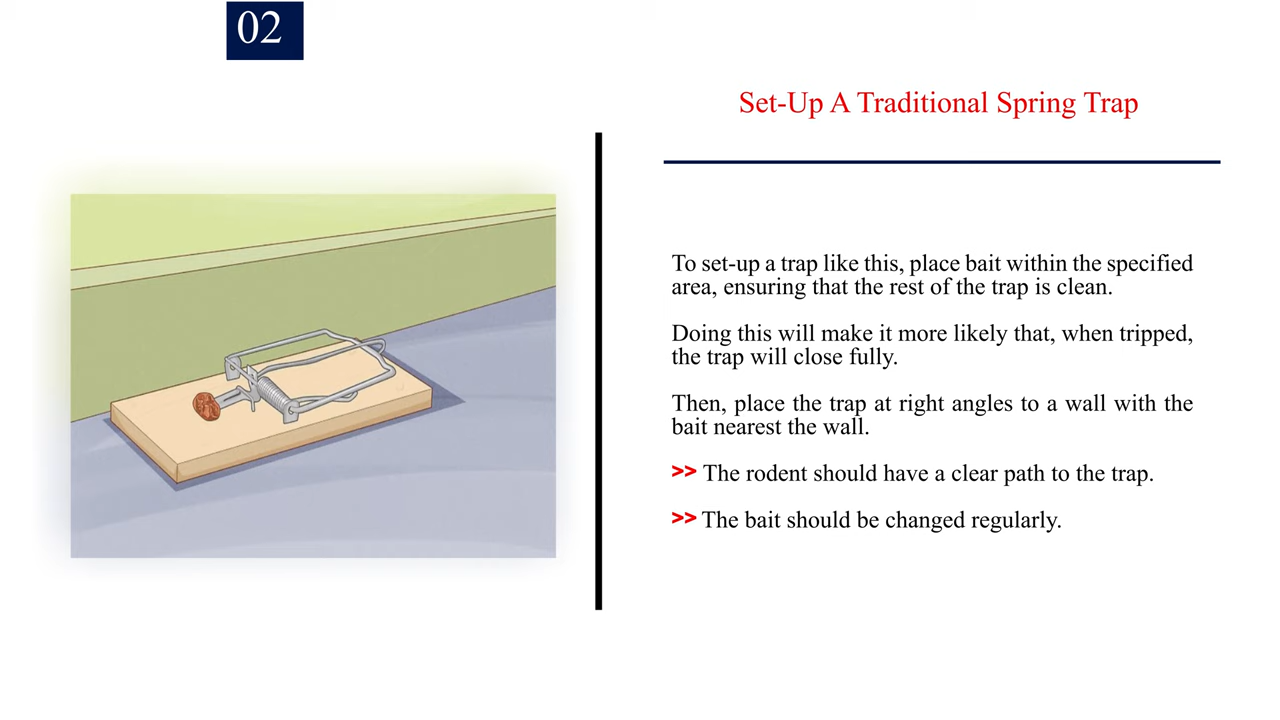 02
Set-Up A Traditional Spring Trap
To set-up a trap like this, place bait within the specified
area, ensuring that the rest of the trap is clean.
Doing this will make it more likely that, when tripped,
the trap will close fully.
Then, place the trap at right angles to a wall with the
bait nearest the wall.
>> The rodent should have a clear path to the trap.
>> The bait should be changed regularly.